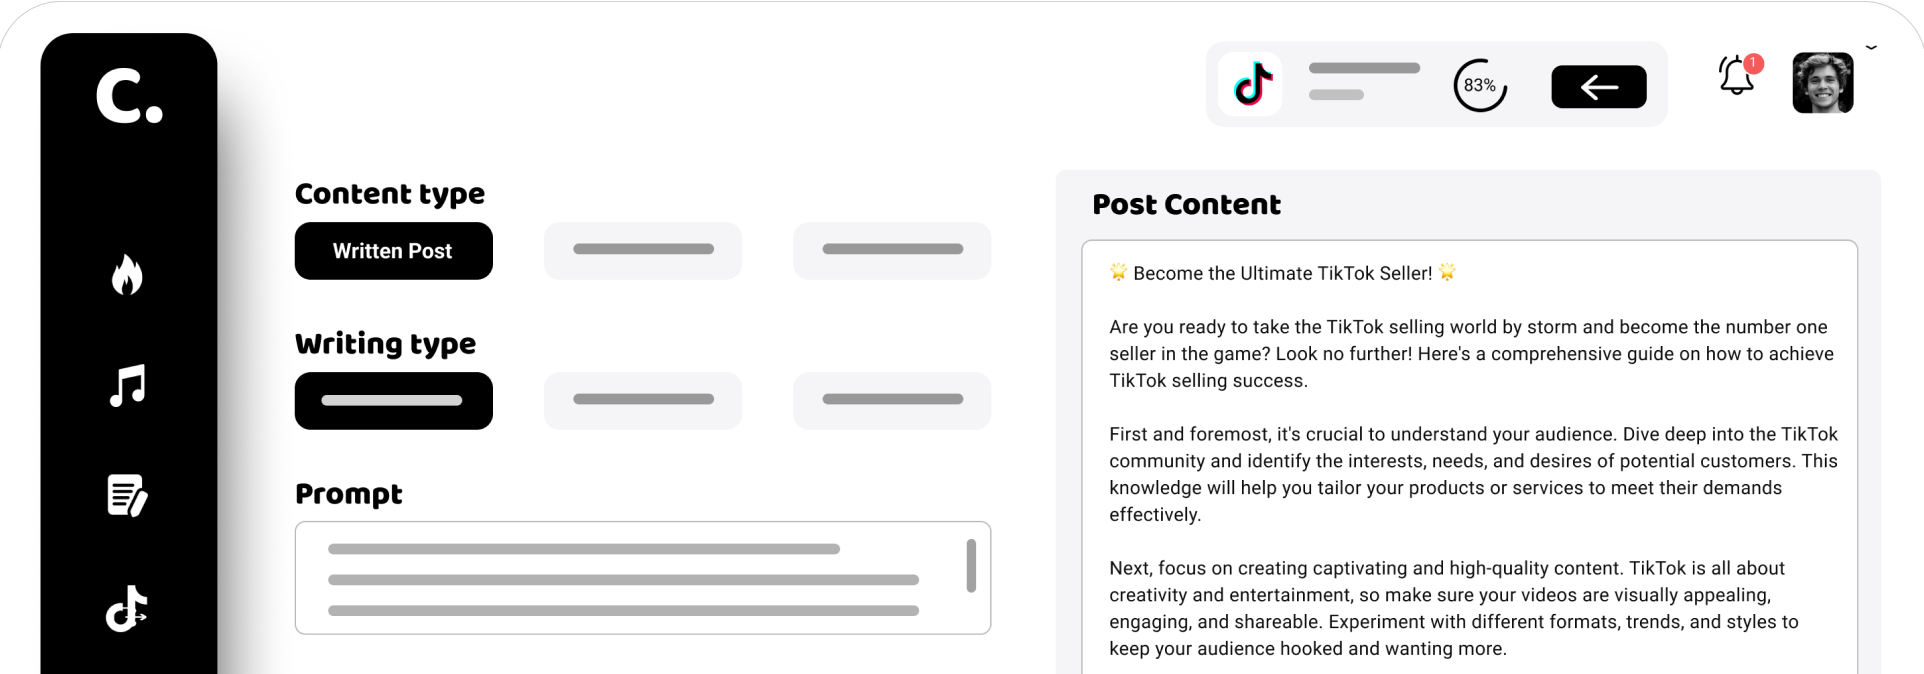 C.
83%
1
Content type
Written Post
Writing type
Prompt
Post Content
🌟 Become the Ultimate TikTok Seller! 🌟
Are you ready to take the TikTok selling world by storm and become the number one
seller in the game? Look no further! Here's a comprehensive guide on how to achieve
TikTok selling success.
First and foremost, it's crucial to understand your audience. Dive deep into the TikTok
community and identify the interests, needs, and desires of potential customers. This
knowledge will help you tailor your products or services to meet their demands
effectively.
Next, focus on creating captivating and high-quality content. TikTok is all about
creativity and entertainment, so make sure your videos are visually appealing,
engaging, and shareable. Experiment with different formats, trends, and styles to
keep your audience hooked and wanting more.